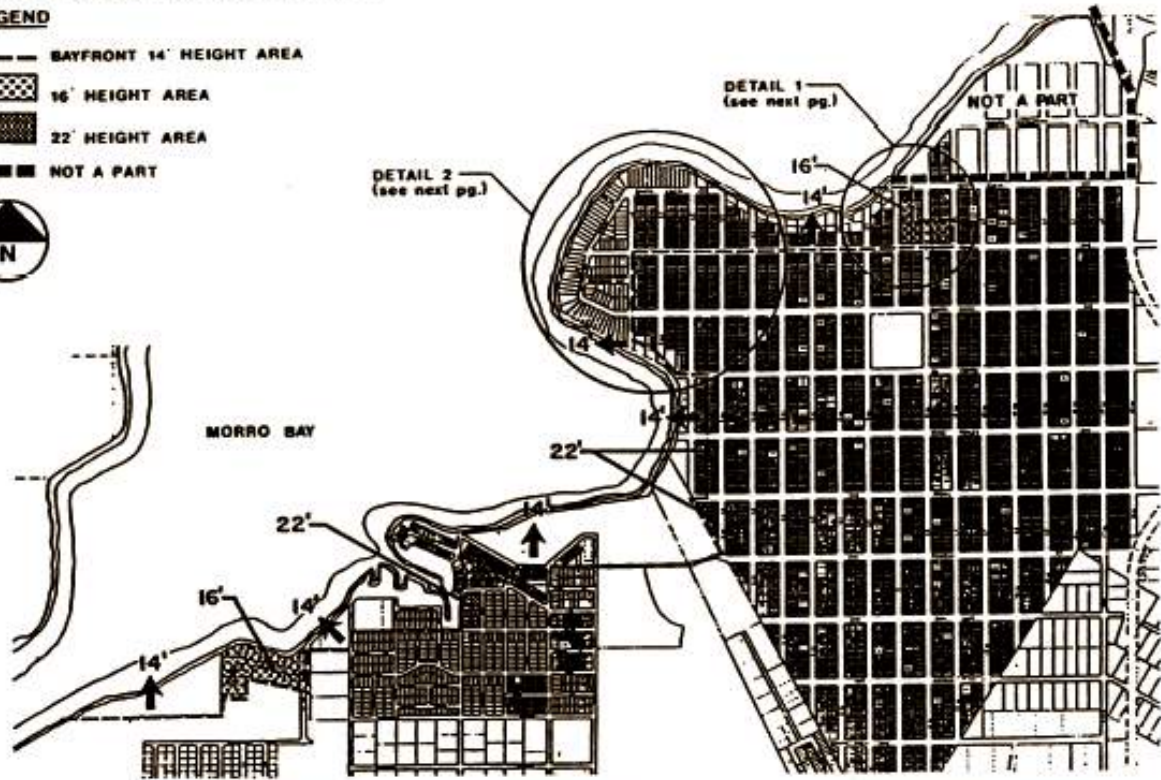 GEND
BAYFRONT 14' HEIGHT AREA
16' HEIGHT AREA
22' HEIGHT AREA
NOT A PART
N
DETAIL 1
(see next pg.)
NOT A PART
DETAIL 2
(see next pg.)
16'
14'
14'
14'
MORRO BAY
22'
14'
22'
16'
14'
14'